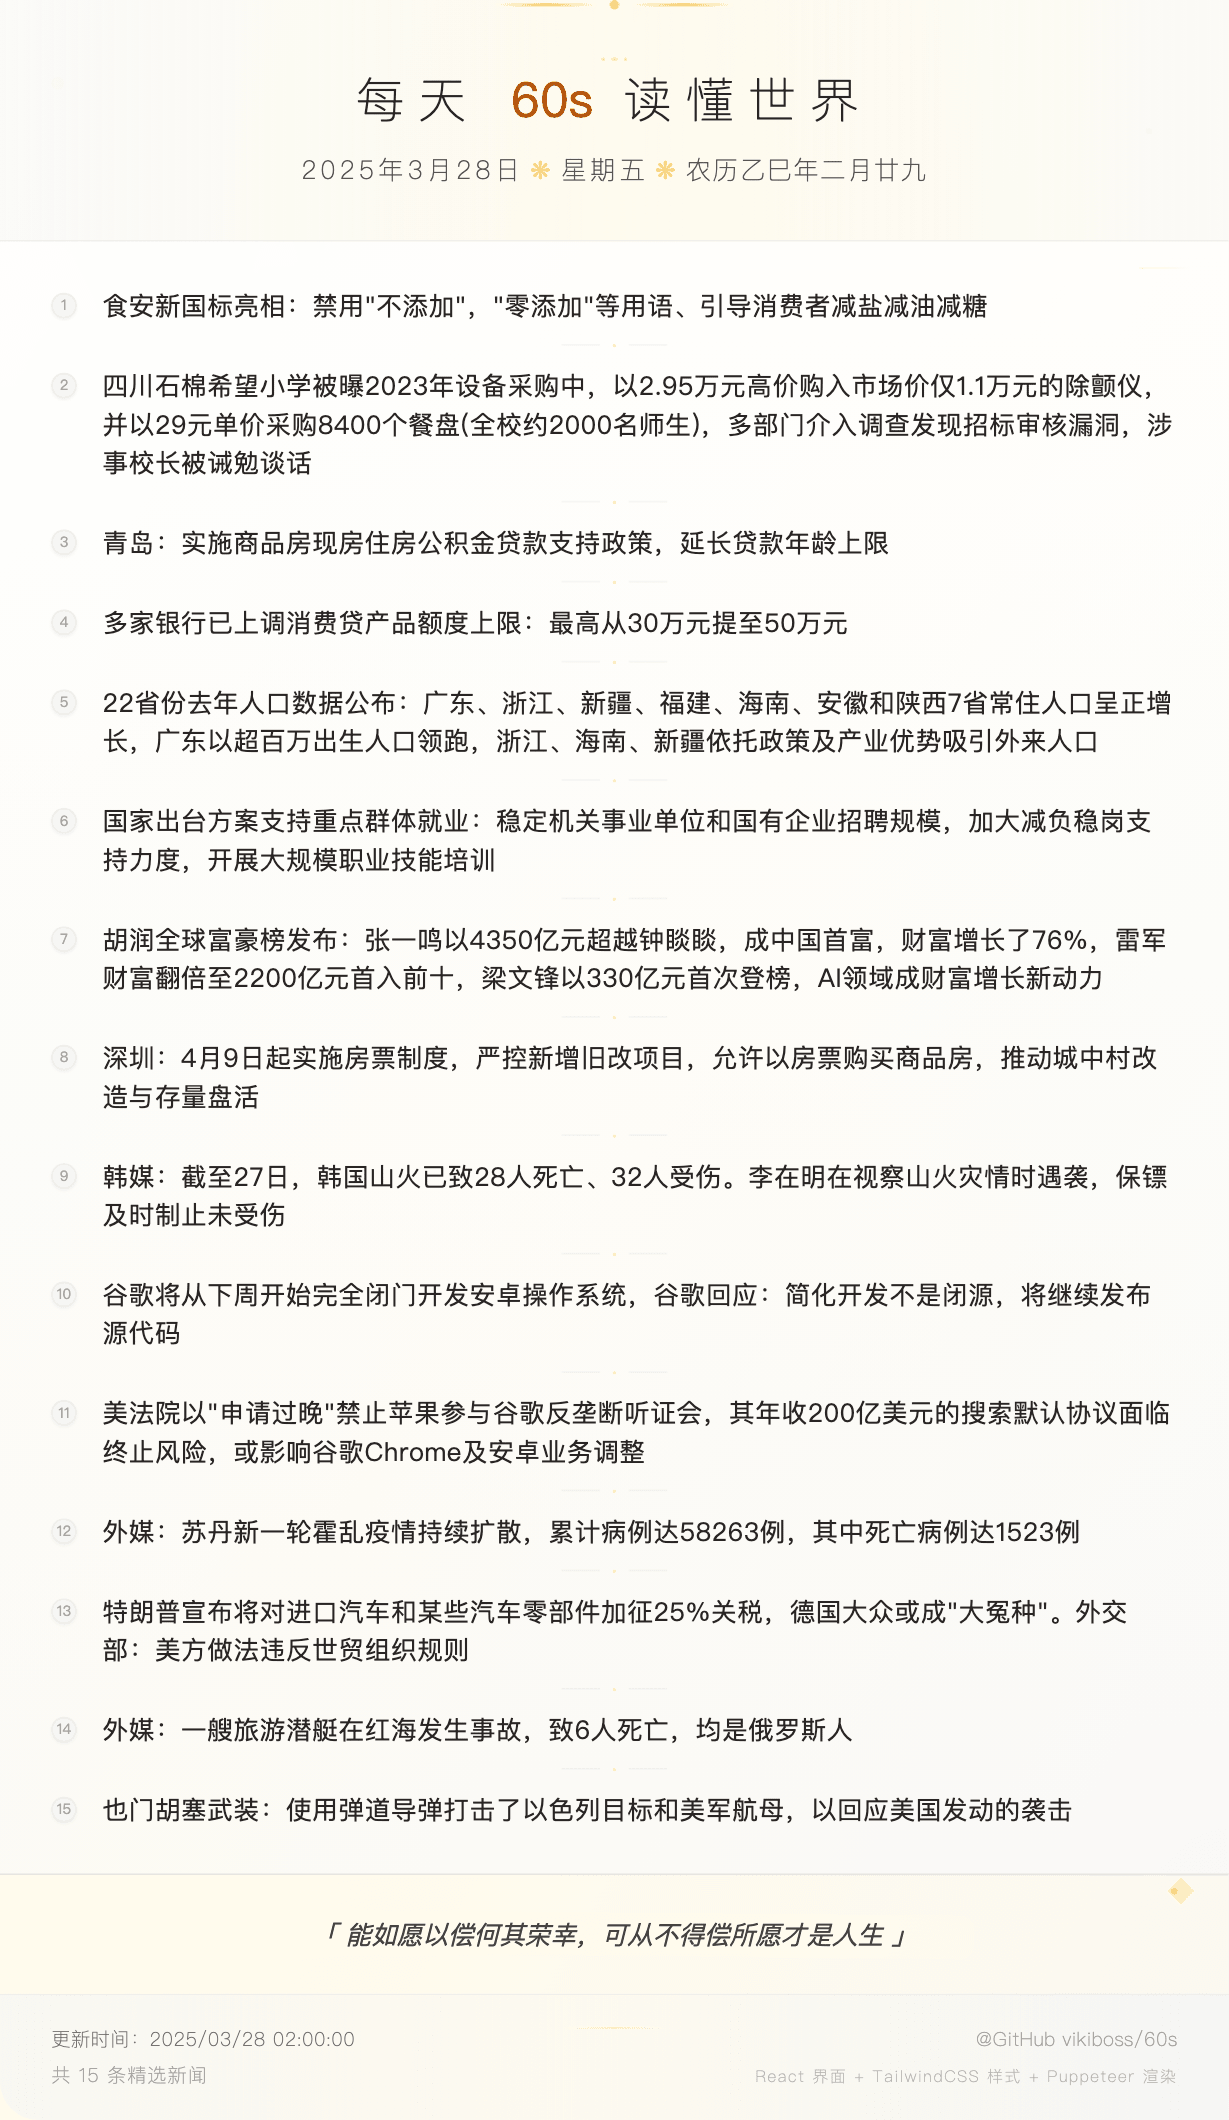 每天 60s 读懂世界
2025年3月28日 ❋ 星期五 ❋ 农历乙巳年二月廿九
1 食安新国标亮相：禁用"不添加"，"零添加"等用语、引导消费者减盐减油减糖
2 四川石棉希望小学被曝2023年设备采购中，以2.95万元高价购入市场价仅1.1万元的除颤仪，
并以29元单价采购8400个餐盘(全校约2000名师生)，多部门介入调查发现招标审核漏洞，涉
事校长被诫勉谈话
3 青岛：实施商品房现房住房公积金贷款支持政策，延长贷款年龄上限
4 多家银行已上调消费贷产品额度上限：最高从30万元提至50万元
5 22省份去年人口数据公布：广东、浙江、新疆、福建、海南、安徽和陕西7省常住人口呈正增
长，广东以超百万出生人口领跑，浙江、海南、新疆依托政策及产业优势吸引外来人口
6 国家出台方案支持重点群体就业：稳定机关事业单位和国有企业招聘规模，加大减负稳岗支
持力度，开展大规模职业技能培训
7 胡润全球富豪榜发布：张一鸣以4350亿元超越钟睒睒，成中国首富，财富增长了76%，雷军
财富翻倍至2200亿元首入前十，梁文锋以330亿元首次登榜，AI领域成财富增长新动力
8 深圳：4月9日起实施房票制度，严控新增旧改项目，允许以房票购买商品房，推动城中村改
造与存量盘活
9 韩媒：截至27日，韩国山火已致28人死亡、32人受伤。李在明在视察山火灾情时遇袭，保镖
及时制止未受伤
10 谷歌将从下周开始完全闭门开发安卓操作系统，谷歌回应：简化开发不是闭源，将继续发布
源代码
11 美法院以"申请过晚"禁止苹果参与谷歌反垄断听证会，其年收200亿美元的搜索默认协议面临
终止风险，或影响谷歌Chrome及安卓业务调整
12 外媒：苏丹新一轮霍乱疫情持续扩散，累计病例达58263例，其中死亡病例达1523例
13 特朗普宣布将对进口汽车和某些汽车零部件加征25%关税，德国大众或成"大冤种"。外交
部：美方做法违反世贸组织规则
14 外媒：一艘旅游潜艇在红海发生事故，致6人死亡，均是俄罗斯人
15 也门胡塞武装：使用弹道导弹打击了以色列目标和美军航母，以回应美国发动的袭击
「 能如愿以偿何其荣幸，可从不得偿所愿才是人生 」
更新时间：2025/03/28 02:00:00
@GitHub vikiboss/60s
共 15 条精选新闻
React 界面 + TailwindCSS 样式 + Puppeteer 渲染